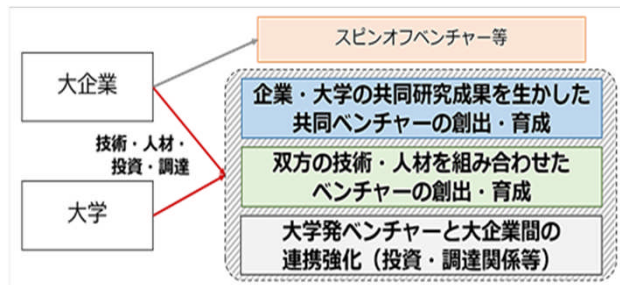 スピンオフベンチャー等
大企業
企業・大学の共同研究成果を生かした
共同ベンチャーの創出・育成
技術・人材・
投資・調達
双方の技術・人材を組み合わせた
ベンチャーの創出・育成
大学
大学発ベンチャーと大企業間の
連携強化（投資・調達関係等）